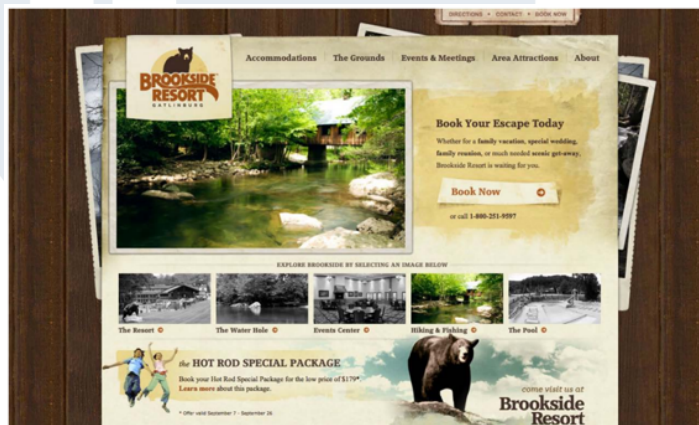 DIRECTIONS • CONTACT • BOOK NOW
BROOKSIDE
RESORT
GATLINBURG
Accommodations
The Grounds
Events & Meetings
Area Attractions
About
Book Your Escape Today
Whether for a family vacation, special wedding,
family reunion, or much needed scenic get-away,
Brookside Resort is waiting for you.
Book Now
or call 1-800-251-9597
EXPLORE BROOKSIDE BY SELECTING AN IMAGE BELOW
The Resort
The Water Hole
Events Center
Hiking & Fishing
The Pool
the HOT ROD SPECIAL PACKAGE
Book your Hot Rod Special Package for the low price of $179*.
Learn more about this package.
* Offer valid September 7 - September 26
come visit us at
Brookside
Resort